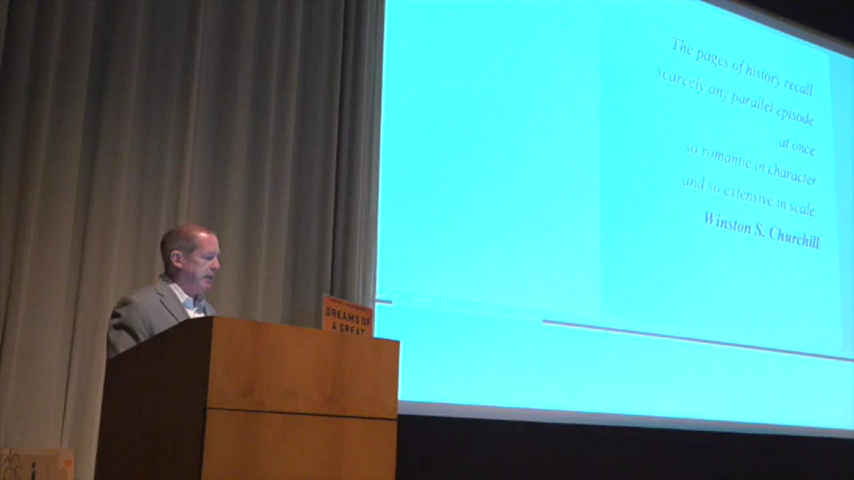 The pages of history recall
scarcely any parallel episode
at once
so romantic in character
and so extensive in scale.
Winston S. Churchill
DREAMS OF
A GREAT